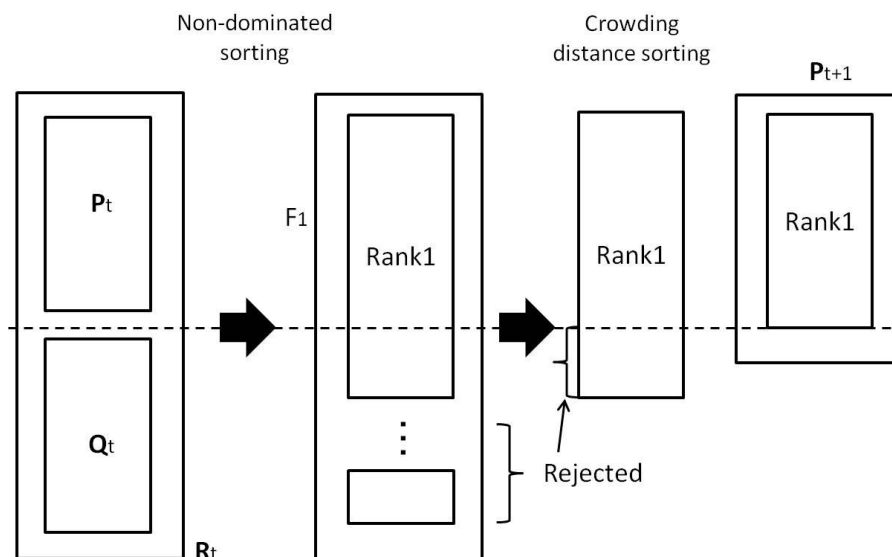 Non-dominated
sorting
Crowding
distance sorting
Pt+1
Pt
F1
Rank1
Rank1
Rank1
Qt
Rejected
Rt